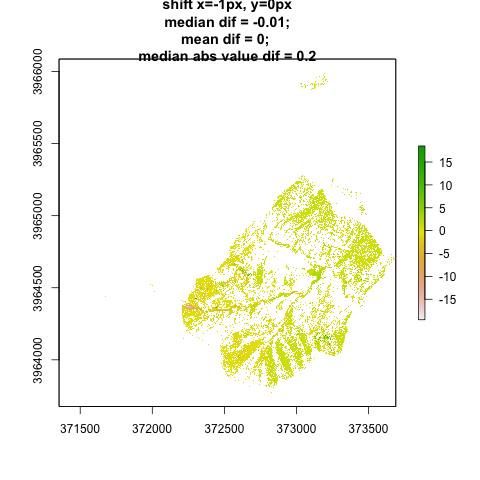 shift x=-1px, y=0px
median dif = -0.01;
mean dif = 0;
median abs value dif = 0.2
3966000
3965500
3965000
3964500
3964000
15
10
5
0
-5
-10
-15
371500 372000 372500 373000 373500